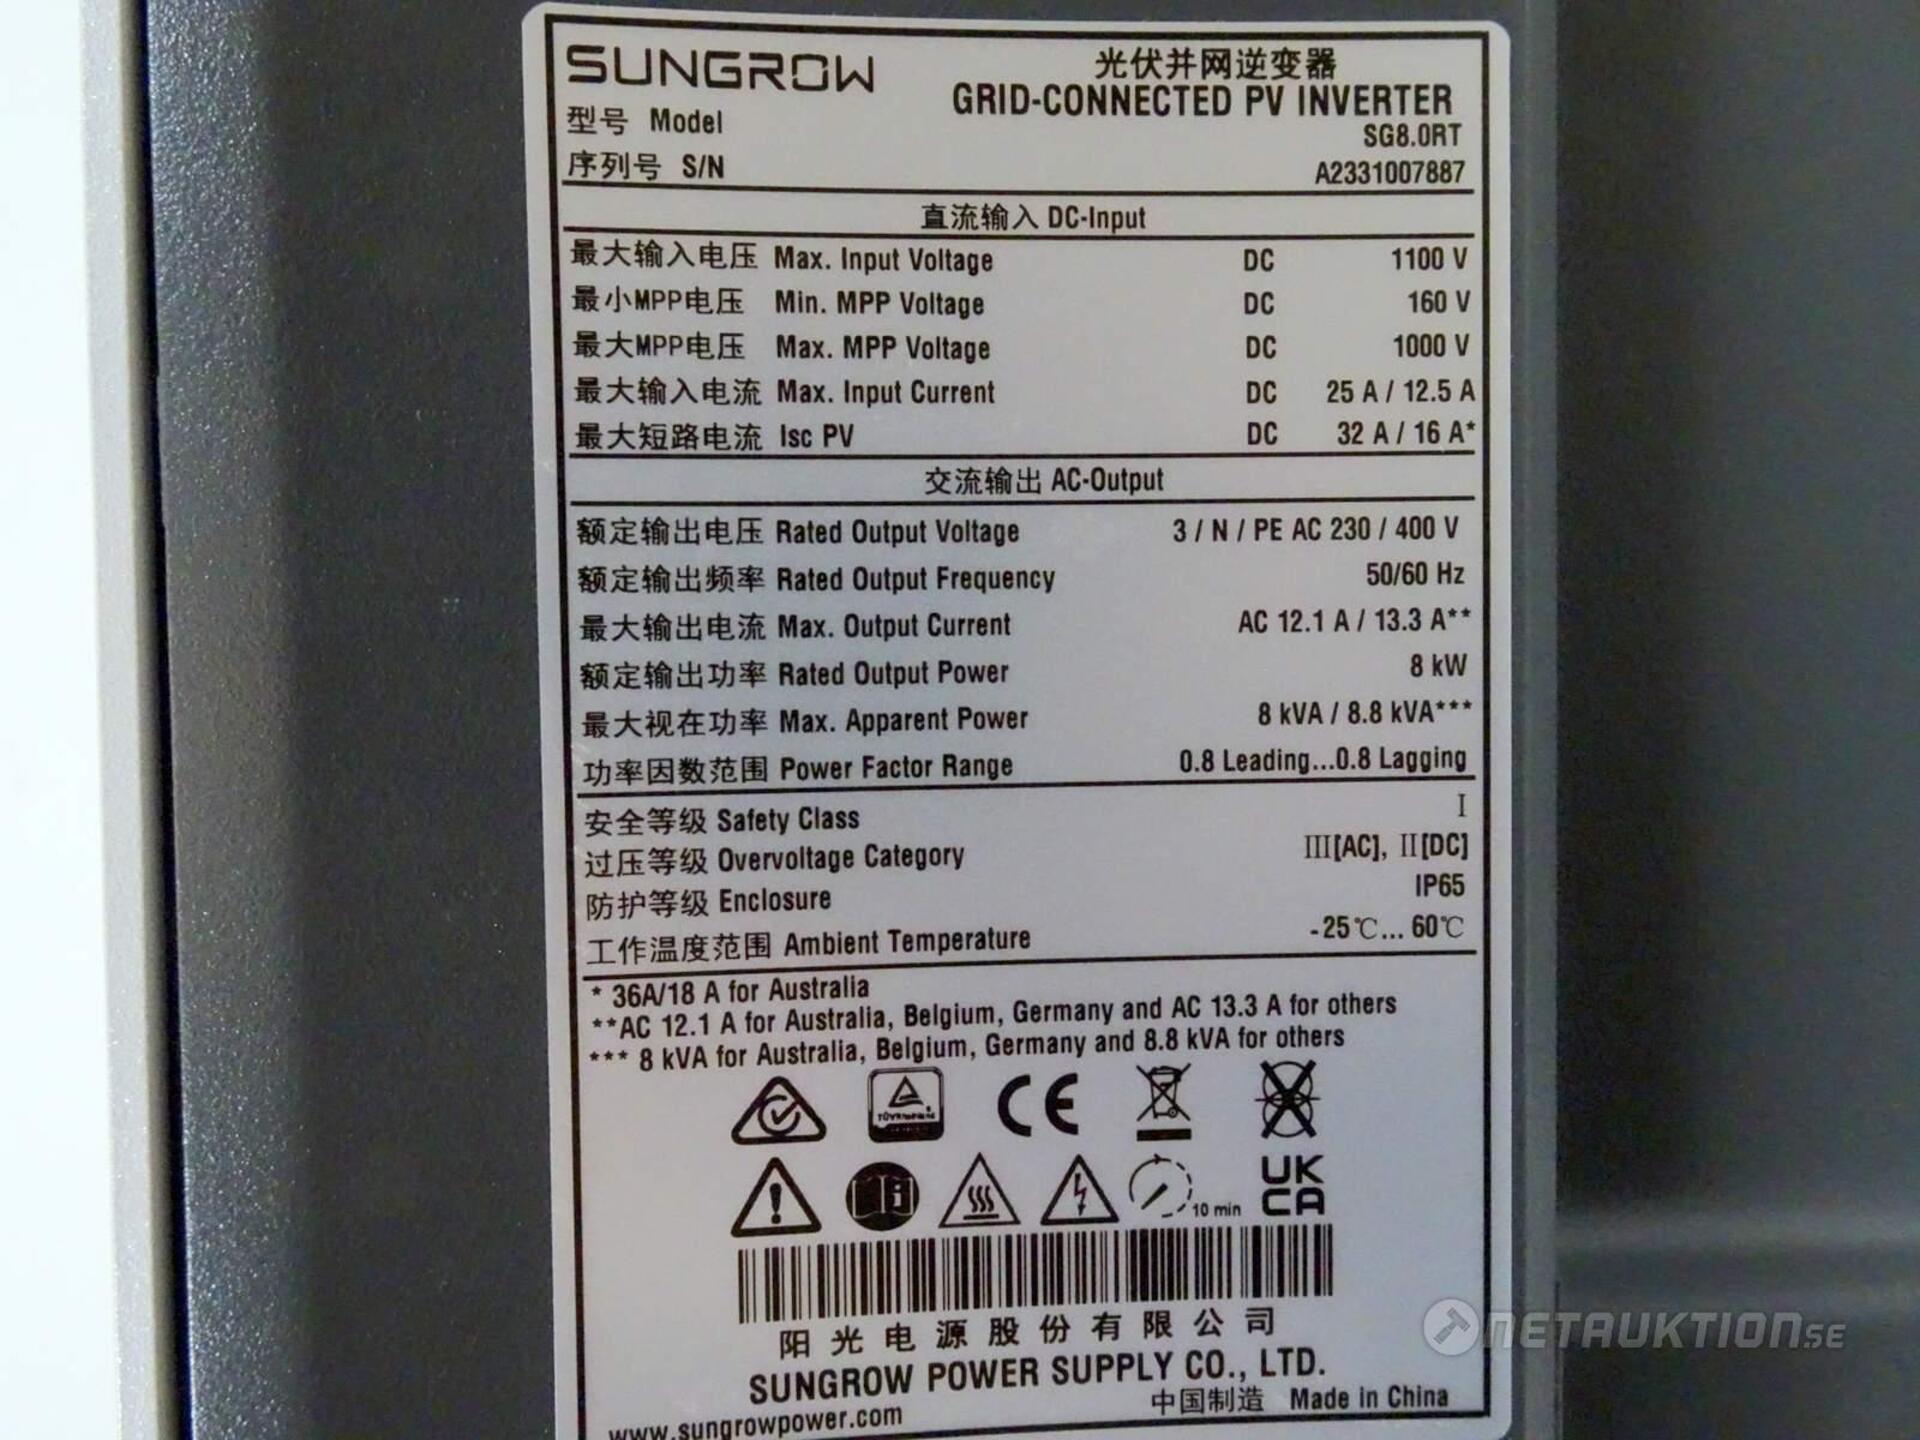 SUNGROW
光伏并网逆变器
GRID-CONNECTED PV INVERTER
型号 Model SG8.0RT
序列号 S/N A2331007887
直流输入 DC-Input
最大输入电压 Max. Input Voltage DC 1100 V
最小MPP电压 Min. MPP Voltage DC 160 V
最大MPP电压 Max. MPP Voltage DC 1000 V
最大输入电流 Max. Input Current DC 25 A / 12.5 A
最大短路电流 Isc PV DC 32 A / 16 A*
交流输出 AC-Output
额定输出电压 Rated Output Voltage 3 / N / PE AC 230 / 400 V
额定输出频率 Rated Output Frequency 50/60 Hz
最大输出电流 Max. Output Current AC 12.1 A / 13.3 A**
额定输出功率 Rated Output Power 8 kW
最大视在功率 Max. Apparent Power 8 kVA / 8.8 kVA***
功率因数范围 Power Factor Range 0.8 Leading...0.8 Lagging
安全等级 Safety Class I
过压等级 Overvoltage Category III[AC], II[DC]
防护等级 Enclosure IP65
工作温度范围 Ambient Temperature -25℃... 60℃
* 36A/18 A for Australia
**AC 12.1 A for Australia, Belgium, Germany and AC 13.3 A for others
*** 8 kVA for Australia, Belgium, Germany and 8.8 kVA for others
CE
10 min
UK
CA
阳光电源股份有限公司
SUNGROW POWER SUPPLY CO., LTD.
中国制造 Made in China
www.sungrowpower.com
NETAUKTION.SE